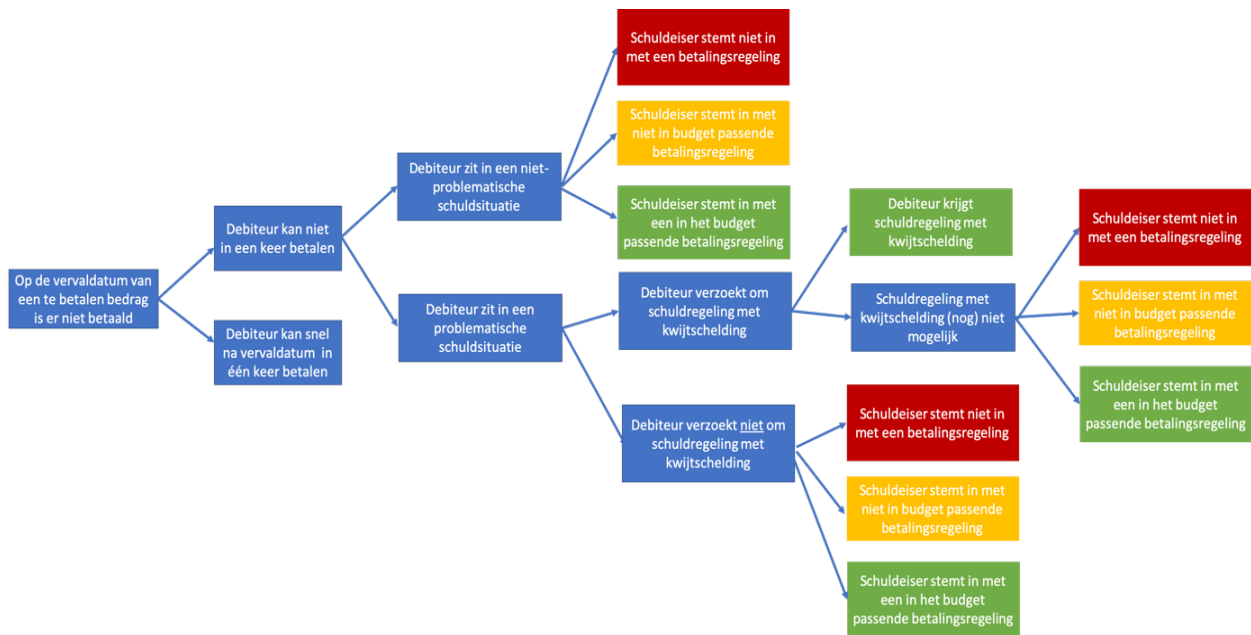 Op de vervaldatum van
een te betalen bedrag
is er niet betaald
Debiteur kan niet
in een keer betalen
Debiteur kan snel
na vervaldatum in
één keer betalen
Debiteur zit in een niet-
problematische
schuldsituatie
Debiteur zit in een
problematische
schuldsituatie
Schuldeiser stemt niet in
met een betalingsregeling
Schuldeiser stemt in met
niet in budget passende
betalingsregeling
Schuldeiser stemt in met
een in het budget
passende betalingsregeling
Debiteur verzoekt om
schuldregeling met
kwijtschelding
Debiteur verzoekt niet om
schuldregeling met
kwijtschelding
Debiteur krijgt
schuldregeling met
kwijtschelding
Schuldregeling met
kwijtschelding (nog) niet
mogelijk
Schuldeiser stemt niet in
met een betalingsregeling
Schuldeiser stemt in met
niet in budget passende
betalingsregeling
Schuldeiser stemt in met
een in het budget
passende betalingsregeling
Schuldeiser stemt niet in
met een betalingsregeling
Schuldeiser stemt in met
niet in budget passende
betalingsregeling
Schuldeiser stemt in met
een in het budget
passende betalingsregeling